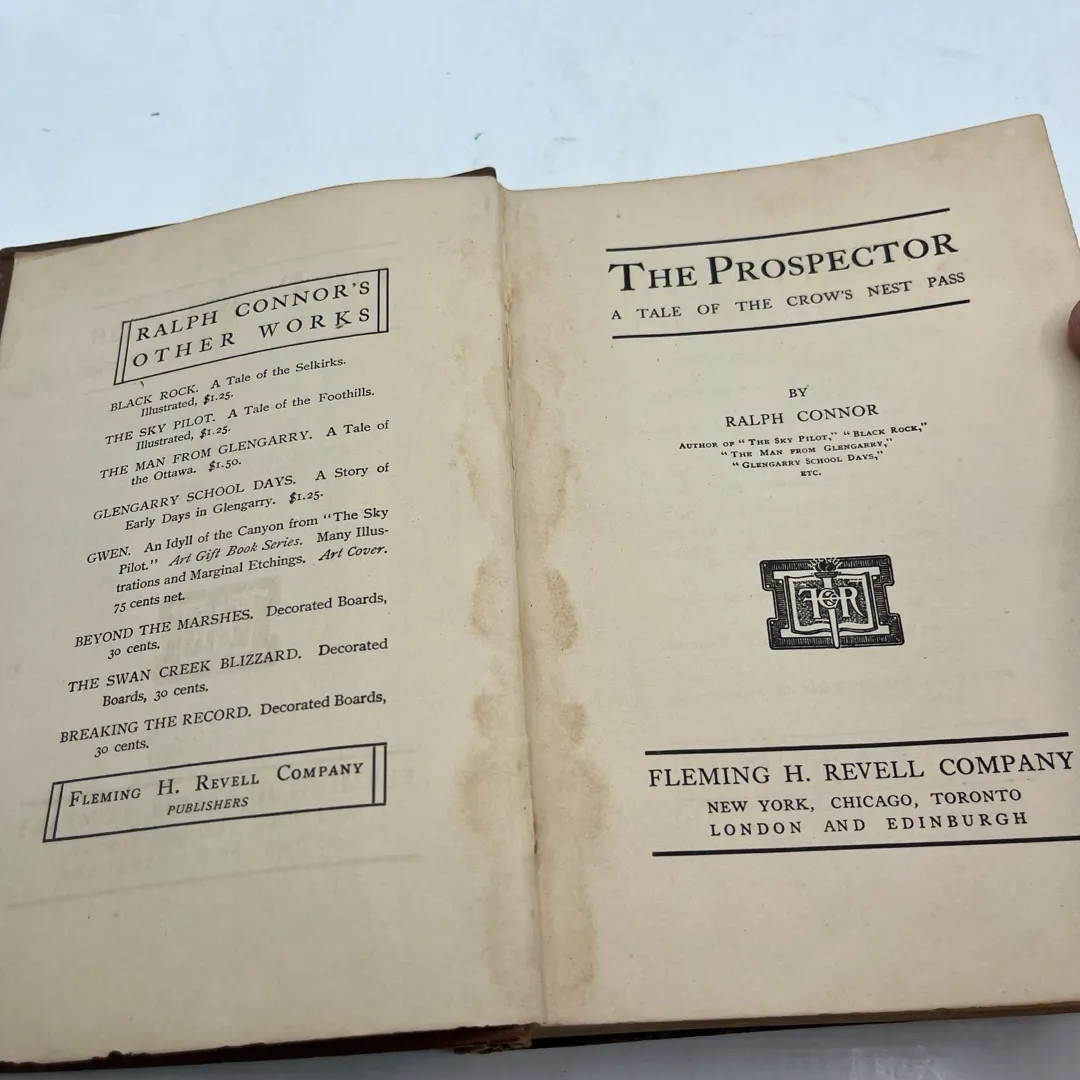 RALPH CONNOR'S
OTHER WORKS
BLACK ROCK. A Tale of the Selkirks.
Illustrated, $1.25.
THE SKY PILOT. A Tale of the Foothills.
Illustrated, $1.25.
THE MAN FROM GLENGARRY. A Tale of
the Ottawa. $1.50.
GLENGARRY SCHOOL DAYS. A Story of
Early Days in Glengarry. $1.25.
GWEN. An Idyll of the Canyon from "The Sky
Pilot." Art Gift Book Series. Many Illus-
trations and Marginal Etchings. Art Cover.
75 cents net.
BEYOND THE MARSHES. Decorated Boards,
30 cents.
THE SWAN CREEK BLIZZARD. Decorated
Boards, 30 cents.
BREAKING THE RECORD. Decorated Boards,
30 cents.
FLEMING H. REVELL COMPANY
PUBLISHERS
THE PROSPECTOR
A TALE OF THE CROW'S NEST PASS
BY
RALPH CONNOR
AUTHOR OF "THE SKY PILOT," "BLACK ROCK,"
"THE MAN FROM GLENGARRY,"
"GLENGARRY SCHOOL DAYS,"
ETC.
FLEMING H. REVELL COMPANY
NEW YORK, CHICAGO, TORONTO
LONDON AND EDINBURGH